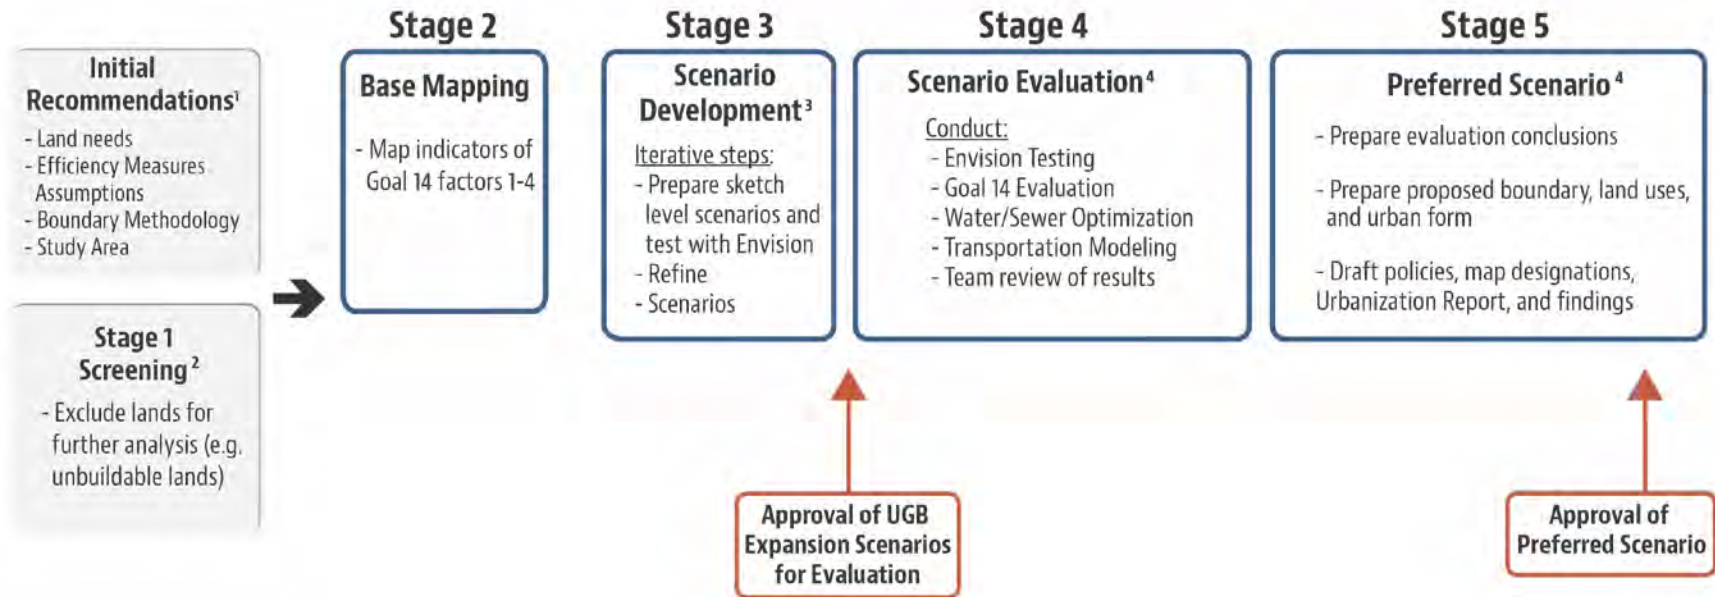 Initial
Recommendations¹
- Land needs
- Efficiency Measures
Assumptions
- Boundary Methodology
- Study Area
Stage 1
Screening²
- Exclude lands for
further analysis (e.g.
unbuildable lands)
Stage 2
Base Mapping
- Map indicators of
Goal 14 factors 1-4
Stage 3
Scenario
Development³
Iterative steps:
- Prepare sketch
level scenarios and
test with Envision
- Refine
- Scenarios
Stage 4
Scenario Evaluation⁴
Conduct:
- Envision Testing
- Goal 14 Evaluation
- Water/Sewer Optimization
- Transportation Modeling
- Team review of results
Stage 5
Preferred Scenario⁴
- Prepare evaluation conclusions
- Prepare proposed boundary, land uses,
and urban form
- Draft policies, map designations,
Urbanization Report, and findings
Approval of UGB
Expansion Scenarios
for Evaluation
Approval of
Preferred Scenario